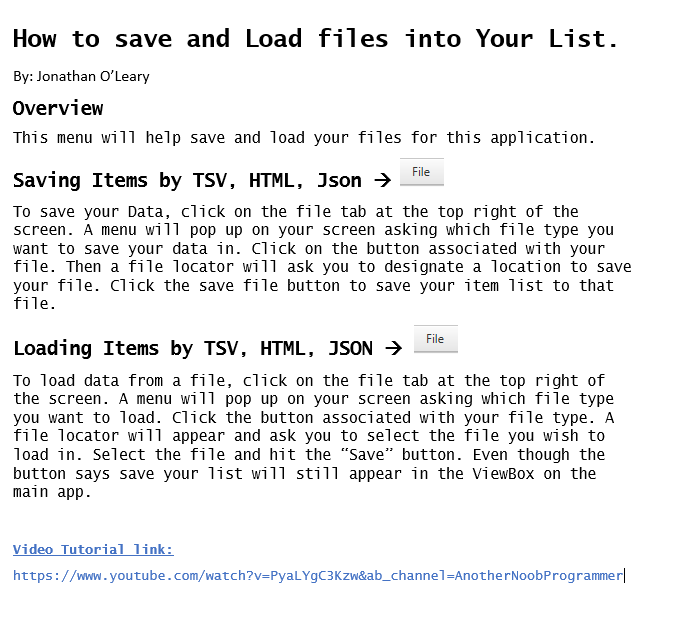 How to save and Load files into Your List.
By: Jonathan O’Leary
Overview
This menu will help save and load your files for this application.
Saving Items by TSV, HTML, Json → File
To save your Data, click on the file tab at the top right of the
screen. A menu will pop up on your screen asking which file type you
want to save your data in. Click on the button associated with your
file. Then a file locator will ask you to designate a location to save
your file. Click the save file button to save your item list to that
file.
Loading Items by TSV, HTML, JSON → File
To load data from a file, click on the file tab at the top right of
the screen. A menu will pop up on your screen asking which file type
you want to load. Click the button associated with your file type. A
file locator will appear and ask you to select the file you wish to
load in. Select the file and hit the “Save” button. Even though the
button says save your list will still appear in the ViewBox on the
main app.
Video Tutorial link:
https://www.youtube.com/watch?v=PyaLYgC3Kzw&ab_channel=AnotherNoobProgrammer